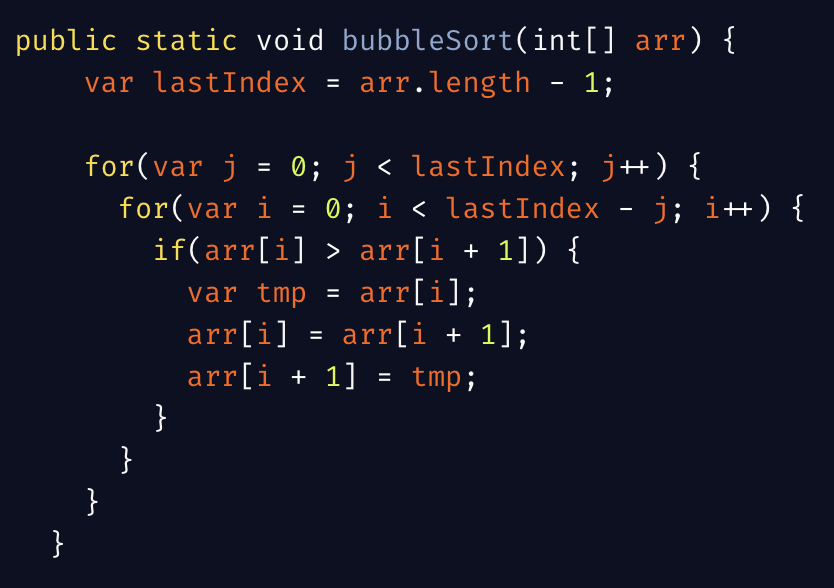 public static void bubbleSort(int[] arr) {
    var lastIndex = arr.length - 1;

    for(var j = 0; j < lastIndex; j++) {
      for(var i = 0; i < lastIndex - j; i++) {
        if(arr[i] > arr[i + 1]) {
          var tmp = arr[i];
          arr[i] = arr[i + 1];
          arr[i + 1] = tmp;
        }
      }
    }
  }